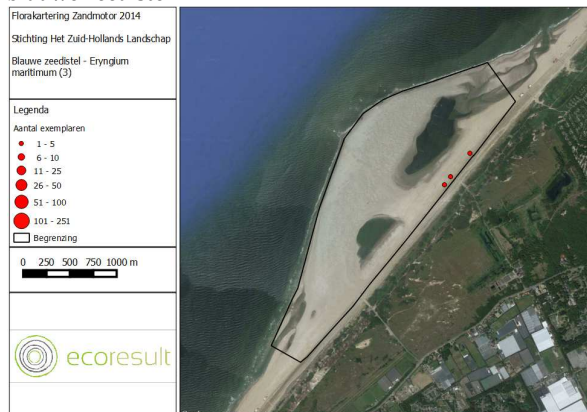 Florakartering Zandmotor 2014
Stichting Het Zuid-Hollands Landschap
Blauwe zeedistel - Eryngium
maritimum (3)
Legenda
Aantal exemplaren
1 - 5
6 - 10
11 - 25
26 - 50
51 - 100
101 - 251
Begrenzing
0 250 500 750 1000 m
ecoresult